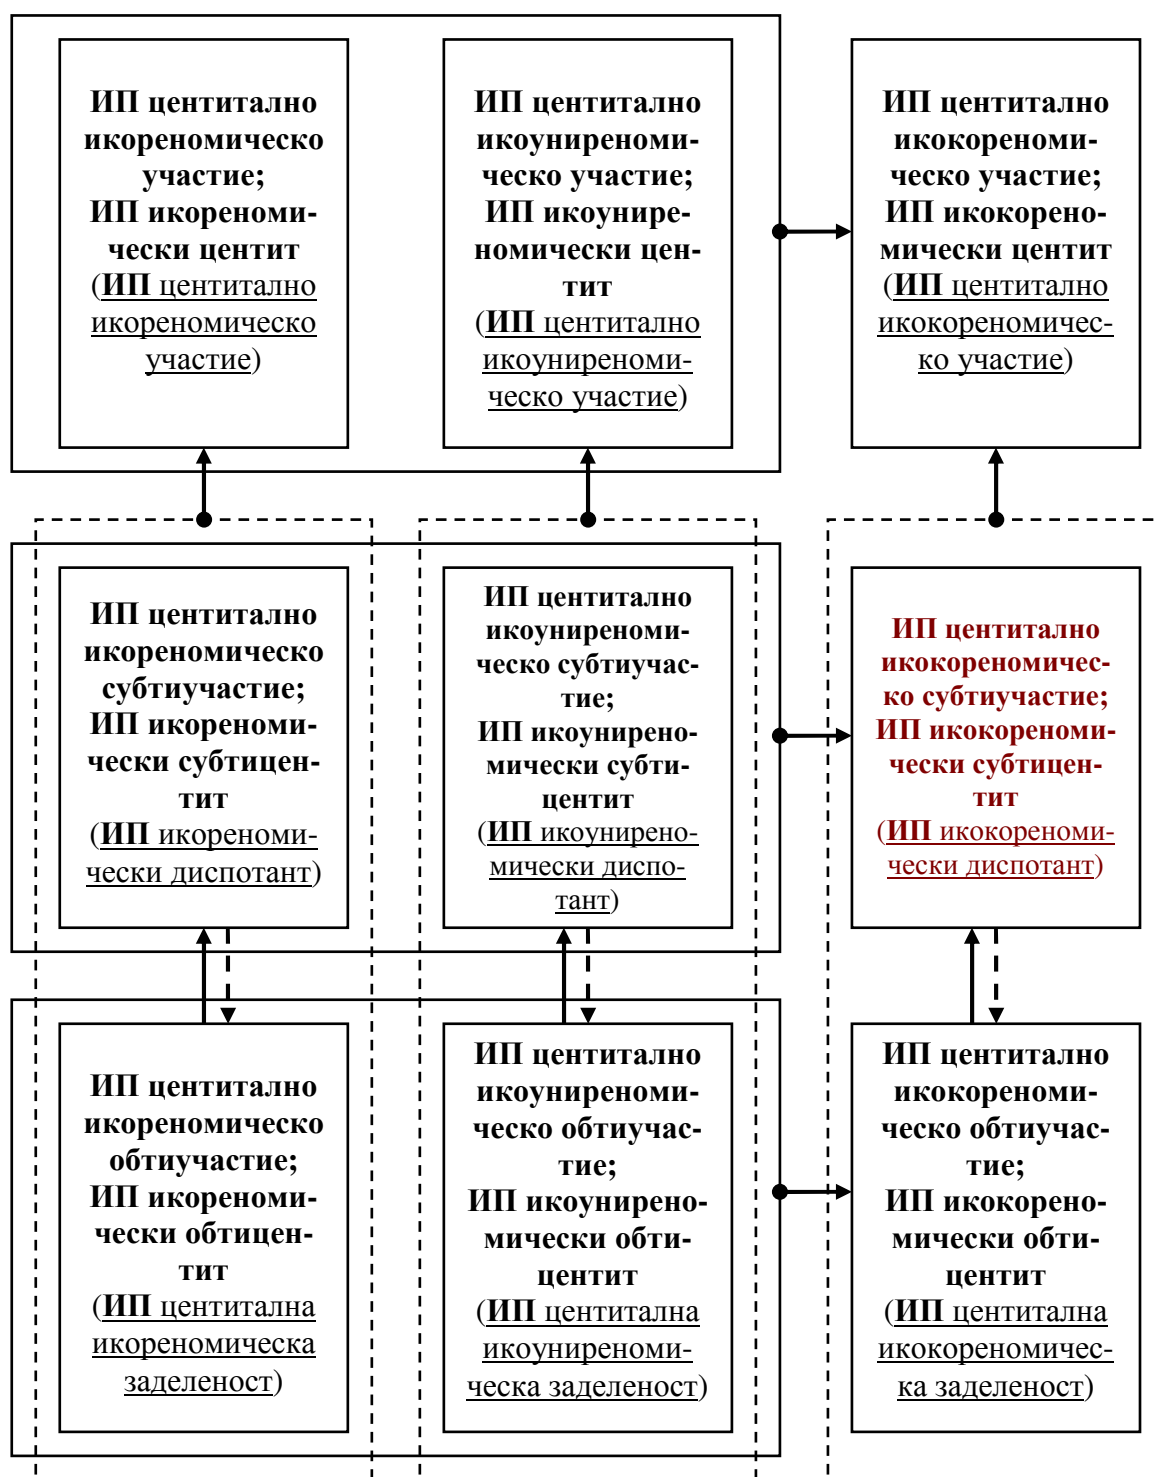 ИП центитално
икореномическо
участие;
ИП икореноми-
чески центит
(ИП центитално
икореномическо
участие)
ИП центитално
икоуниреноми-
ческо участие;
ИП икоунире-
номически цен-
тит
(ИП центитално
икоуниреноми-
ческо участие)
ИП центитално
икокореноми-
ческо участие;
ИП икокорено-
мически центит
(ИП центитално
икокореномичес-
ко участие)
ИП центитално
икореномическо
субтиучастие;
ИП икореноми-
чески субтицен-
тит
(ИП икореноми-
чески диспотант)
ИП центитално
икоуниреноми-
ческо субтиучас-
тие;
ИП икоунирено-
мически субти-
центит
(ИП икоунирено-
мически диспо-
тант)
ИП центитално
икокореномичес-
ко субтиучастие;
ИП икокореноми-
чески субтицен-
тит
(ИП икокореноми-
чески диспотант)
ИП центитално
икореномическо
обтиучастие;
ИП икореноми-
чески обтицен-
тит
(ИП центитална
икореномическа
заделеност)
ИП центитално
икоуниреноми-
ческо обтиучас-
тие;
ИП икоунирено-
мически обти-
центит
(ИП центитална
икоуниреноми-
ческа заделеност)
ИП центитално
икокореноми-
ческо обтиучас-
тие;
ИП икокорено-
мически обти-
центит
(ИП центитална
икокореномичес-
ка заделеност)